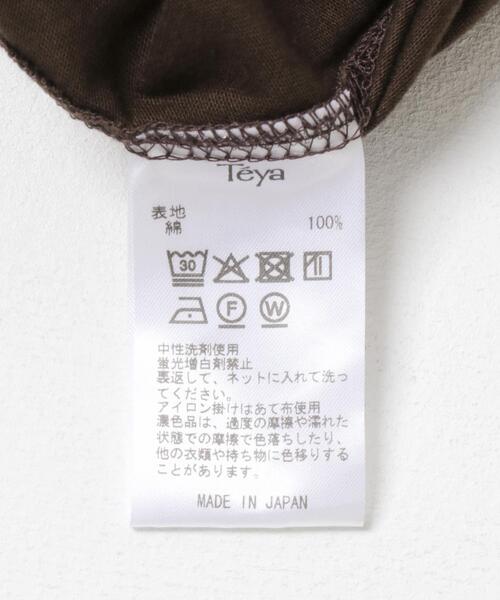 Téya
表地
綿 100%
30
F W
中性洗剤使用
蛍光増白剤禁止
裏返して、ネットに入れて洗っ
てください。
アイロン掛けはあて布使用
濃色品は、過度の摩擦や濡れた
状態での摩擦で色落ちしたり、
他の衣類や持ち物に色移りする
ことがあります。
MADE IN JAPAN